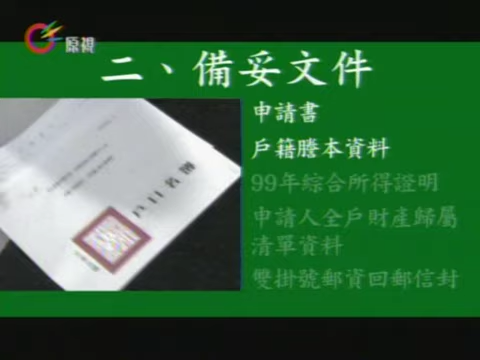 原視
二、備妥文件
申請書
戶籍謄本資料
99年綜合所得證明
申請人全戶財產歸屬
清單資料
雙掛號郵資回郵信封
戶口名簿